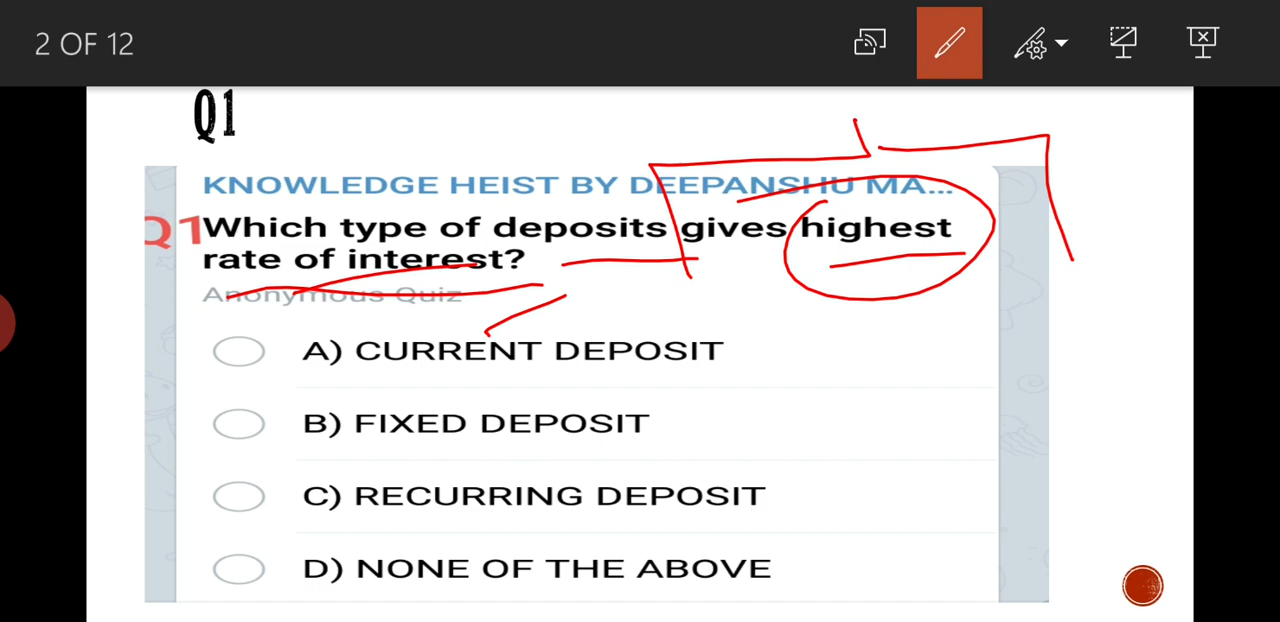 2 OF 12
Q1
KNOWLEDGE HEIST BY DEEPANSHU MA...
Q1 Which type of deposits gives highest
rate of interest?
Anonymous Quiz
A) CURRENT DEPOSIT
B) FIXED DEPOSIT
C) RECURRING DEPOSIT
D) NONE OF THE ABOVE